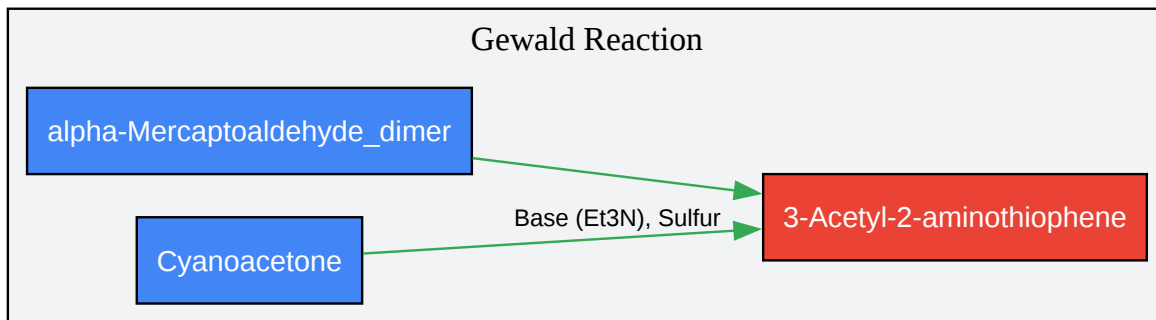 Gewald Reaction
alpha-Mercaptoaldehyde_dimer
Base (Et3N), Sulfur
3-Acetyl-2-aminothiophene
Cyanoacetone